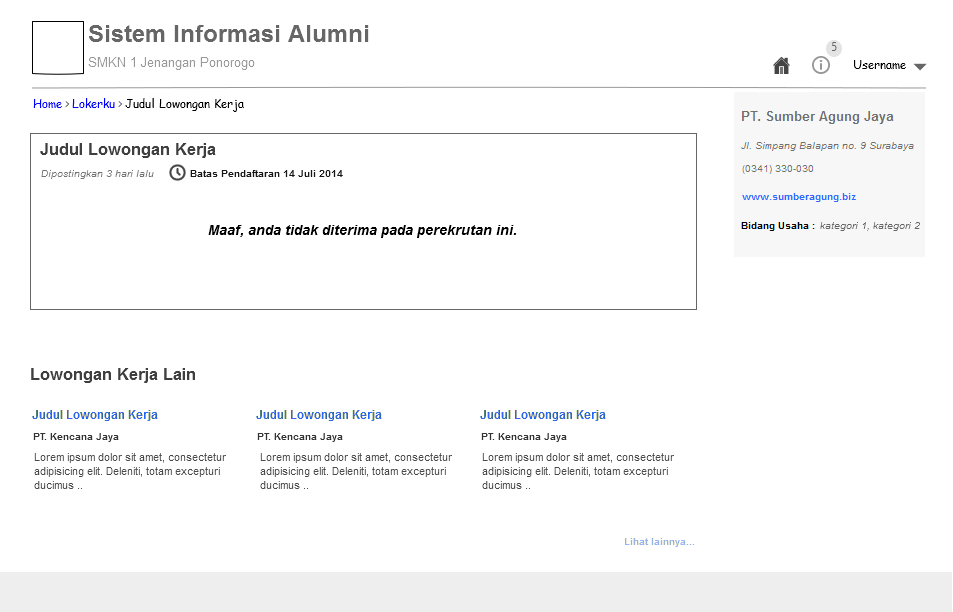 Sistem Informasi Alumni
SMKN 1 Jenangan Ponorogo
5
Username
Home > Lokerku > Judul Lowongan Kerja
Judul Lowongan Kerja
Dipostingkan 3 hari lalu Batas Pendaftaran 14 Juli 2014
Maaf, anda tidak diterima pada perekrutan ini.
PT. Sumber Agung Jaya
Jl. Simpang Balapan no. 9 Surabaya
(0341) 330-030
www.sumberagung.biz
Bidang Usaha : kategori 1, kategori 2
Lowongan Kerja Lain
Judul Lowongan Kerja
PT. Kencana Jaya
Lorem ipsum dolor sit amet, consectetur
adipisicing elit. Deleniti, totam excepturi
ducimus ..
Judul Lowongan Kerja
PT. Kencana Jaya
Lorem ipsum dolor sit amet, consectetur
adipisicing elit. Deleniti, totam excepturi
ducimus ..
Judul Lowongan Kerja
PT. Kencana Jaya
Lorem ipsum dolor sit amet, consectetur
adipisicing elit. Deleniti, totam excepturi
ducimus ..
Lihat lainnya...